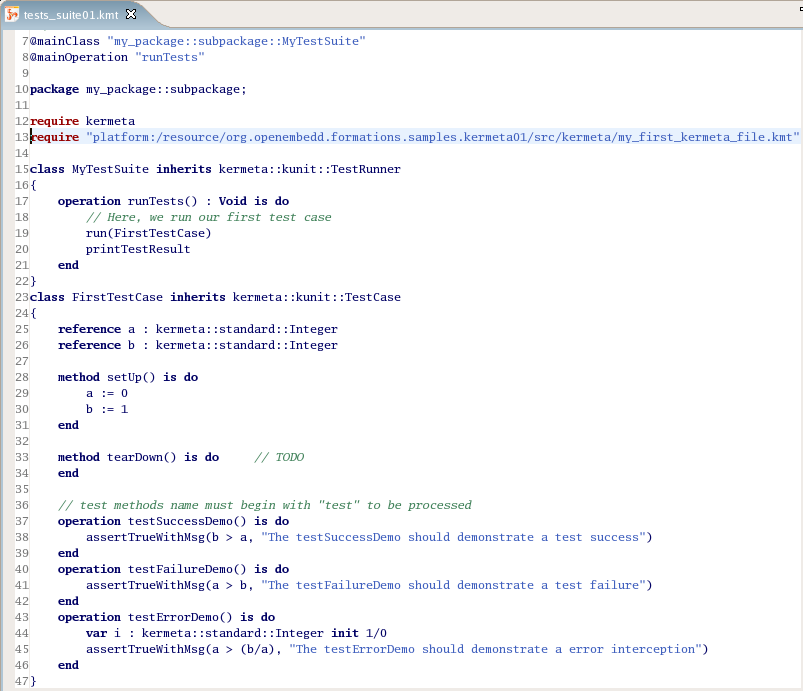 tests_suite01.kmt
7 @mainClass "my_package::subpackage::MyTestSuite"
8 @mainOperation "runTests"
9
10 package my_package::subpackage;
11
12 require kermeta
13 require "platform:/resource/org.openembedd.formations.samples.kermeta01/src/kermeta/my_first_kermeta_file.kmt"
14
15 class MyTestSuite inherits kermeta::kunit::TestRunner
16 {
17     operation runTests() : Void is do
18         // Here, we run our first test case
19         run(FirstTestCase)
20         printTestResult
21     end
22 }
23 class FirstTestCase inherits kermeta::kunit::TestCase
24 {
25     reference a : kermeta::standard::Integer
26     reference b : kermeta::standard::Integer
27
28     method setUp() is do
29         a := 0
30         b := 1
31     end
32
33     method tearDown() is do     // TODO
34     end
35
36     // test methods name must begin with "test" to be processed
37     operation testSuccessDemo() is do
38         assertTrueWithMsg(b > a, "The testSuccessDemo should demonstrate a test success")
39     end
40     operation testFailureDemo() is do
41         assertTrueWithMsg(a > b, "The testFailureDemo should demonstrate a test failure")
42     end
43     operation testErrorDemo() is do
44         var i : kermeta::standard::Integer init 1/0
45         assertTrueWithMsg(a > (b/a), "The testErrorDemo should demonstrate a error interception")
46     end
47 }